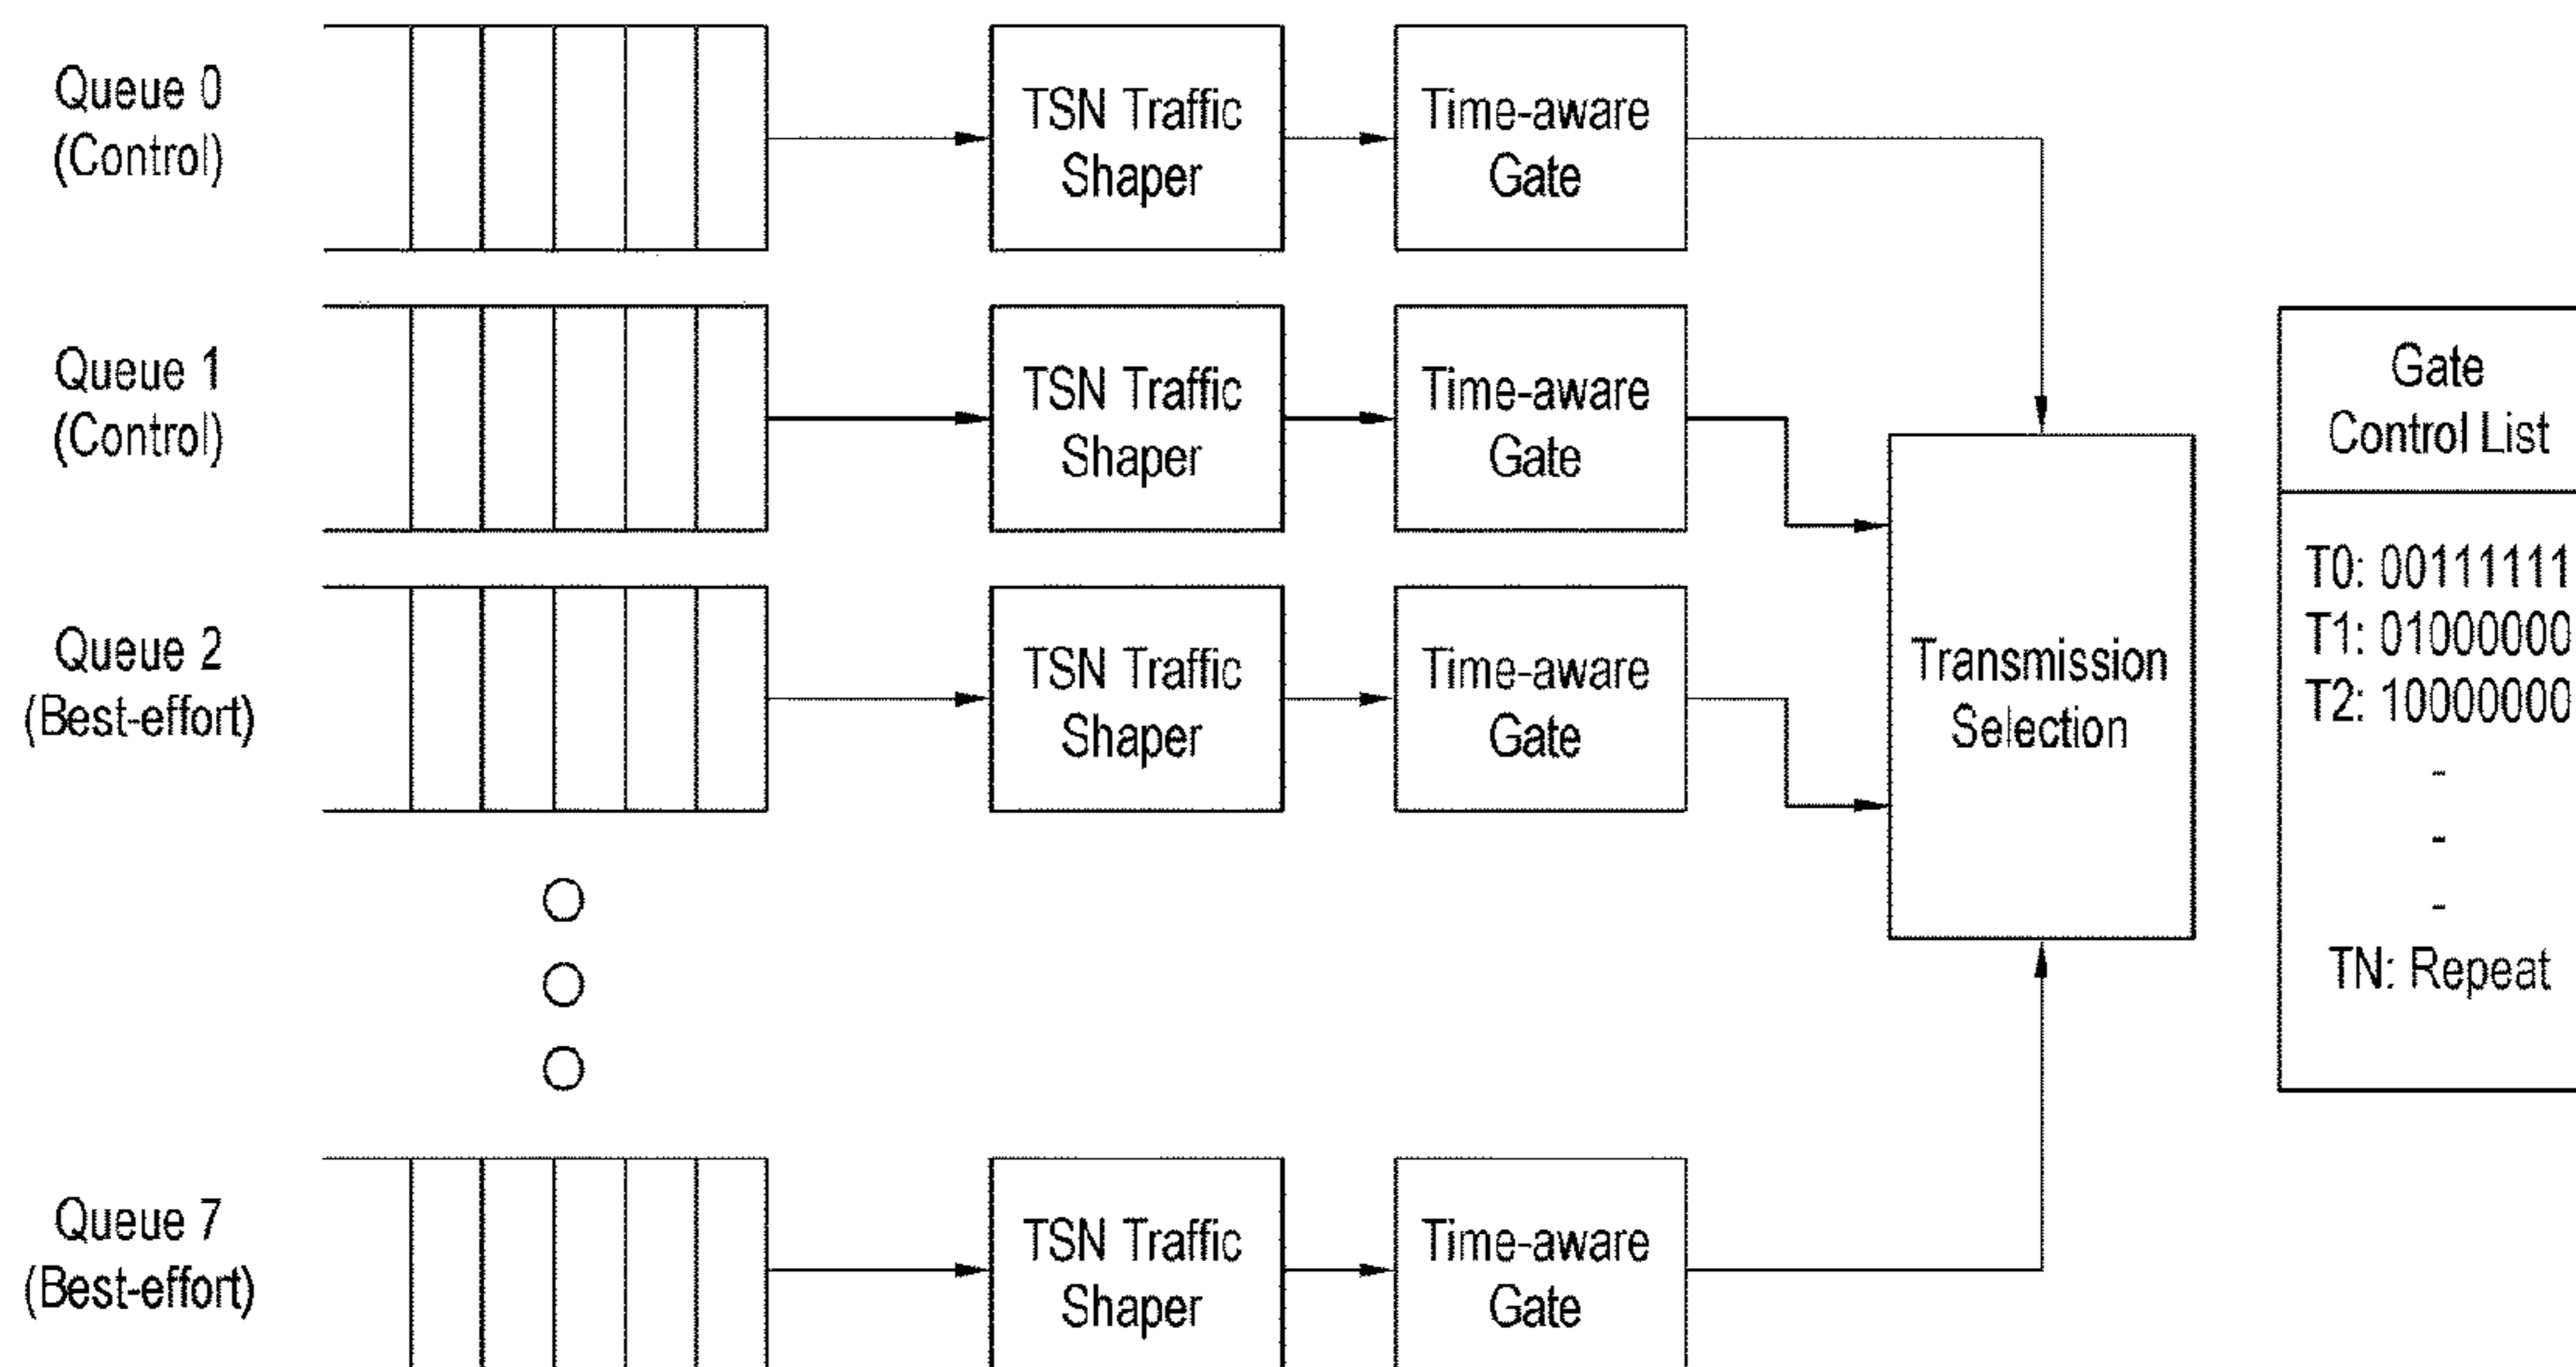 Queue 0
(Control)
TSN Traffic
Shaper
Time-aware
Gate
Queue 1
(Control)
TSN Traffic
Shaper
Time-aware
Gate
Queue 2
(Best-effort)
TSN Traffic
Shaper
Time-aware
Gate
Queue 7
(Best-effort)
TSN Traffic
Shaper
Time-aware
Gate
Transmission
Selection
Gate
Control List
T0: 00111111
T1: 01000000
T2: 10000000
-
-
-
TN: Repeat